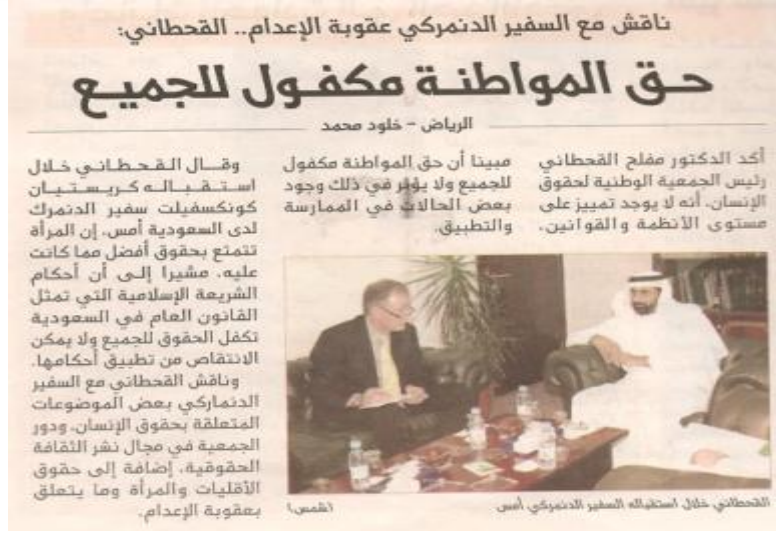 ناقش مع السفير الدنمركي عقوبة الإعدام.. القحطاني:
حق المواطنة مكفول للجميع
الرياض - خلود محمد
أكد الدكتور مفلح القحطاني
رئيس الجمعية الوطنية لحقوق
الإنسان، أنه لا يوجد تمييز على
مستوى الأنظمة والقوانين،
مبينا أن حق المواطنة مكفول
للجميع ولا يؤثر في ذلك وجود
بعض الحالات في الممارسة
والتطبيق.
وقال القحطاني خلال
استقباله كريستيان
كونكسفيلت سفير الدنمرك
لدى السعودية أمس، إن المرأة
تتمتع بحقوق أفضل مما كانت
عليه، مشيرا إلى أن أحكام
الشريعة الإسلامية التي تمثل
القانون العام في السعودية
تكفل الحقوق للجميع ولا يمكن
الانتقاص من تطبيق أحكامها.
وناقش القحطاني مع السفير
الدنماركي بعض الموضوعات
المتعلقة بحقوق الإنسان، ودور
الجمعية في مجال نشر الثقافة
الحقوقية، إضافة إلى حقوق
الأقليات والمرأة وما يتعلق
بعقوبة الإعدام.
القحطاني خلال استقباله السفير الدنمركي أمس (شمس)